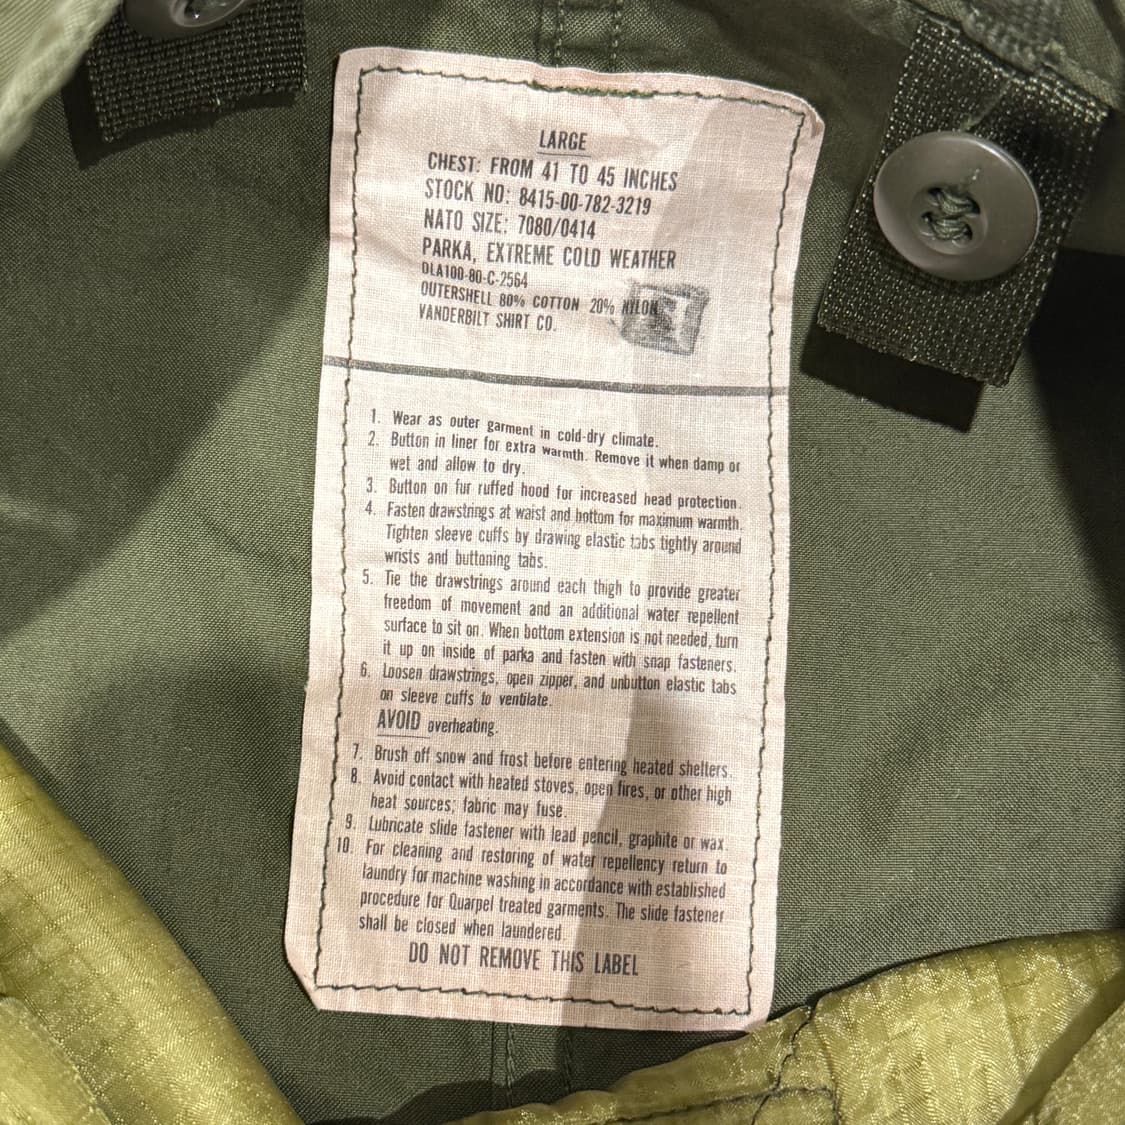 LARGE
CHEST: FROM 41 TO 45 INCHES
STOCK NO: 8415-00-782-3219
NATO SIZE: 7080/0414
PARKA, EXTREME COLD WEATHER
DLA100-80-C-2564
OUTERSHELL 80% COTTON 20% NYLON
VANDERBILT SHIRT CO.
1. Wear as outer garment in cold-dry climate.
2. Button in liner for extra warmth. Remove it when damp or
wet and allow to dry.
3. Button on fur ruffed hood for increased head protection.
4. Fasten drawstrings at waist and bottom for maximum warmth.
Tighten sleeve cuffs by drawing elastic tabs tightly around
wrists and buttoning tabs.
5. Tie the drawstrings around each thigh to provide greater
freedom of movement and an additional water repellent
surface to sit on. When bottom extension is not needed, turn
it up on inside of parka and fasten with snap fasteners.
6. Loosen drawstrings, open zipper, and unbutton elastic tabs
on sleeve cuffs to ventilate.
AVOID overheating.
7. Brush off snow and frost before entering heated shelters.
8. Avoid contact with heated stoves, open fires, or other high
heat sources; fabric may fuse.
9. Lubricate slide fastener with lead pencil, graphite or wax.
10. For cleaning and restoring of water repellency return to
laundry for machine washing in accordance with established
procedure for Quarpel treated garments. The slide fastener
shall be closed when laundered.
DO NOT REMOVE THIS LABEL